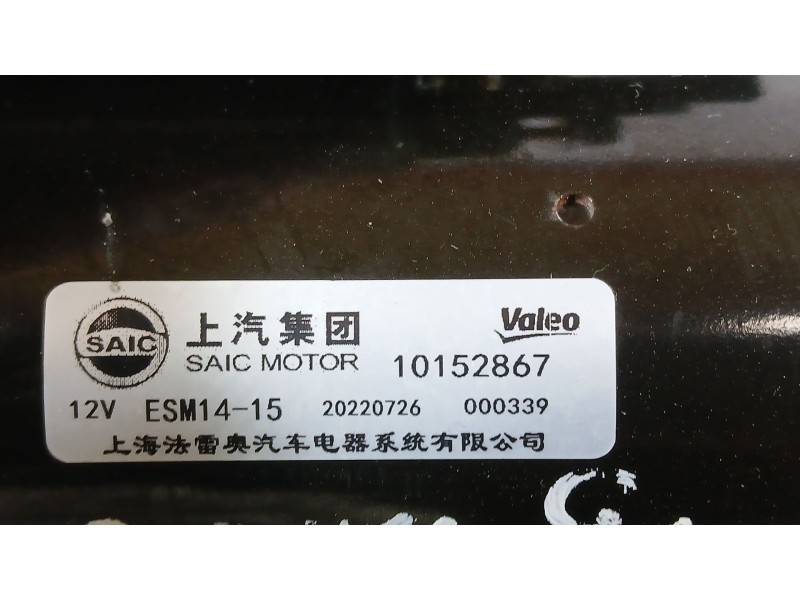 SAIC 上汽集团 Valeo
SAIC MOTOR 10152867
12V ESM14-15 20220726 000339
上海法雷奥汽车电器系统有限公司